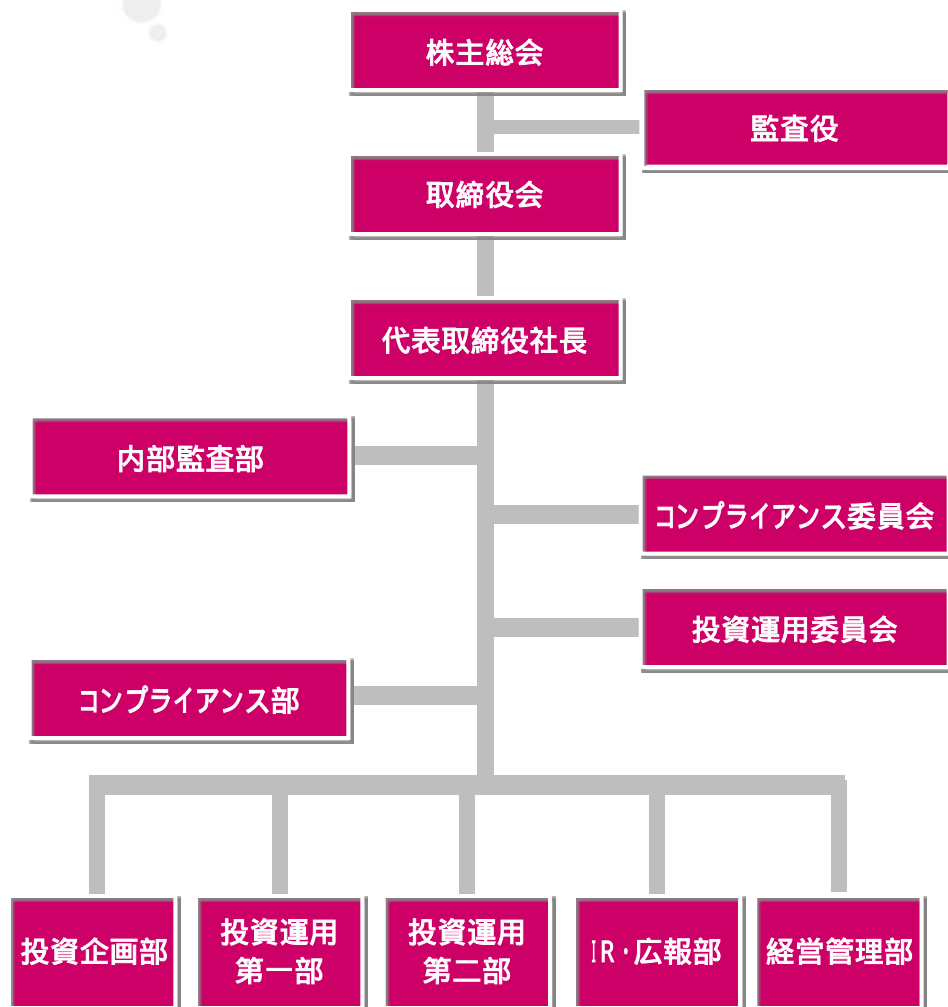 株主総会
監査役
取締役会
代表取締役社長
内部監査部
コンプライアンス委員会
投資運用委員会
コンプライアンス部
投資企画部
投資運用
第一部
投資運用
第二部
IR・広報部
経営管理部